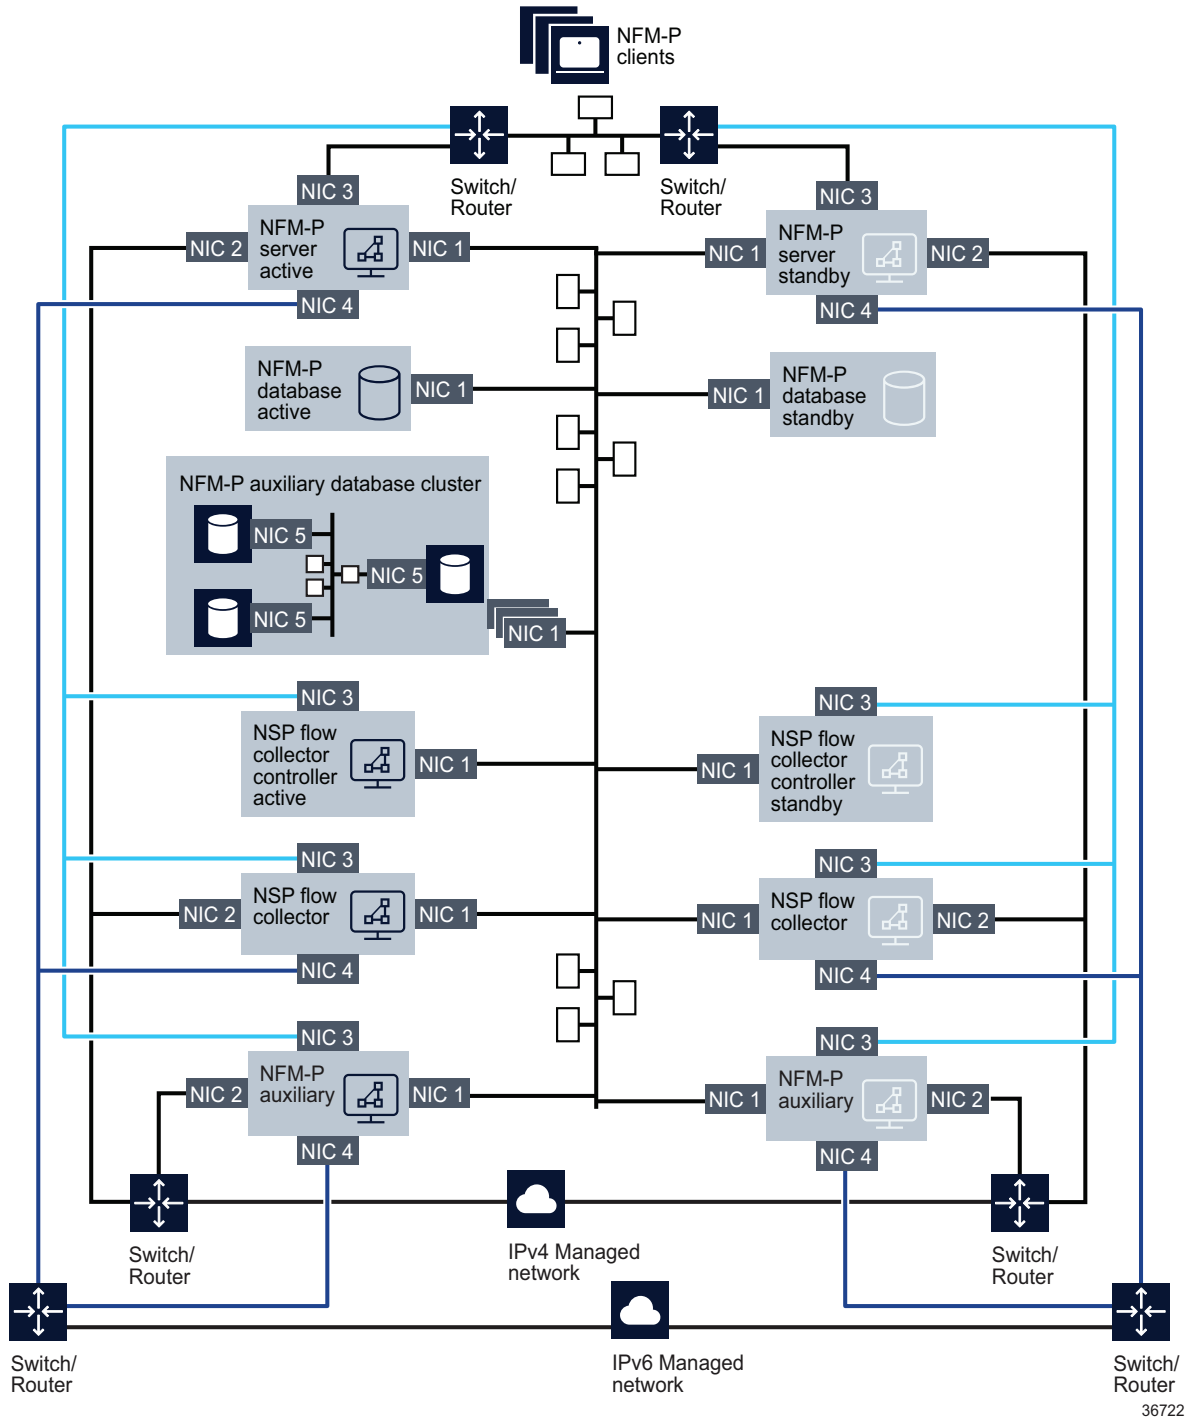 NFM-P
clients
Switch/
Router
Switch/
Router
NIC 3
NFM-P
server
active
NIC 2
NIC 1
NIC 4
NIC 3
NFM-P
server
standby
NIC 1
NIC 2
NIC 4
NFM-P
database
active
NIC 1
NIC 1
NFM-P
database
standby
NFM-P auxiliary database cluster
NIC 5
NIC 5
NIC 5
NIC 1
NIC 3
NSP flow
collector
controller
active
NIC 1
NIC 3
NIC 1
NSP flow
collector
controller
standby
NIC 3
NIC 2
NSP flow
collector
NIC 1
NIC 4
NIC 3
NIC 1
NSP flow
collector
NIC 2
NIC 4
NIC 3
NIC 2
NFM-P
auxiliary
NIC 1
NIC 4
NIC 3
NIC 1
NFM-P
auxiliary
NIC 2
NIC 4
Switch/
Router
IPv4 Managed
network
Switch/
Router
Switch/
Router
IPv6 Managed
network
Switch/
Router
36722